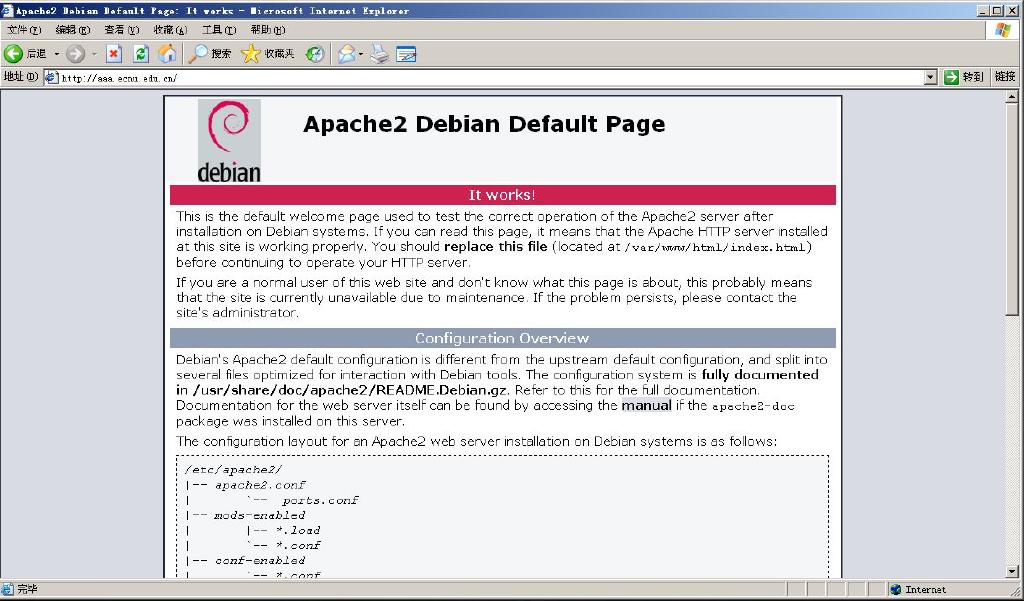 Apache2 Debian Default Page: It works - Microsoft Internet Explorer
文件(F) 编辑(E) 查看(V) 收藏(A) 工具(T) 帮助(H)
后退 搜索 收藏夹
地址(D) http://aaa.ecnu.edu.cn/ 转到 链接
debian
Apache2 Debian Default Page
It works!
This is the default welcome page used to test the correct operation of the Apache2 server after
installation on Debian systems. If you can read this page, it means that the Apache HTTP server installed
at this site is working properly. You should replace this file (located at /var/www/html/index.html)
before continuing to operate your HTTP server.
If you are a normal user of this web site and don't know what this page is about, this probably means
that the site is currently unavailable due to maintenance. If the problem persists, please contact the
site's administrator.
Configuration Overview
Debian's Apache2 default configuration is different from the upstream default configuration, and split into
several files optimized for interaction with Debian tools. The configuration system is fully documented
in /usr/share/doc/apache2/README.Debian.gz. Refer to this for the full documentation.
Documentation for the web server itself can be found by accessing the manual if the apache2-doc
package was installed on this server.
The configuration layout for an Apache2 web server installation on Debian systems is as follows:
/etc/apache2/
|-- apache2.conf
|       `--  ports.conf
|-- mods-enabled
|       |-- *.load
|       `-- *.conf
|-- conf-enabled
|       `-- *.conf
完毕 Internet